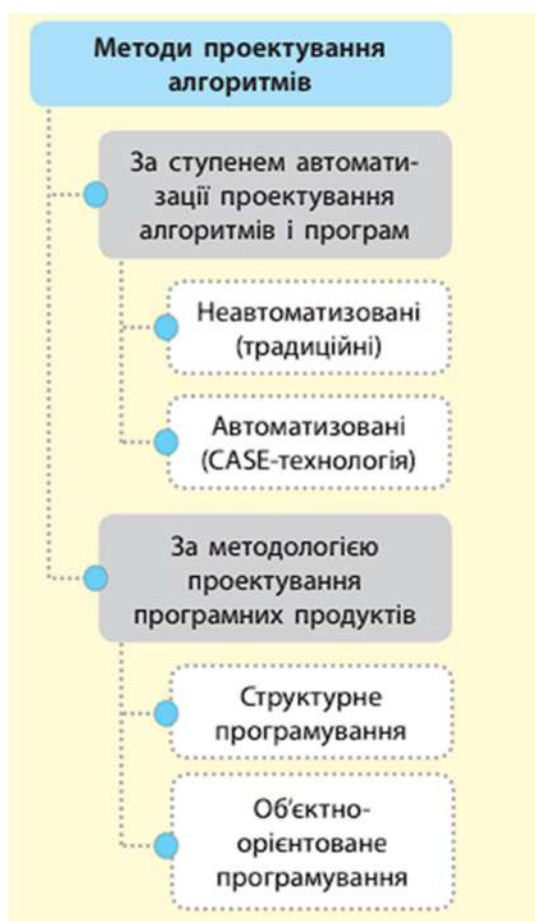 Методи проектування
алгоритмів
За ступенем автомати-
зації проектування
алгоритмів і програм
Неавтоматизовані
(традиційні)
Автоматизовані
(CASE-технологія)
За методологією
проектування
програмних продуктів
Структурне
програмування
Об’єктно-
орієнтоване
програмування